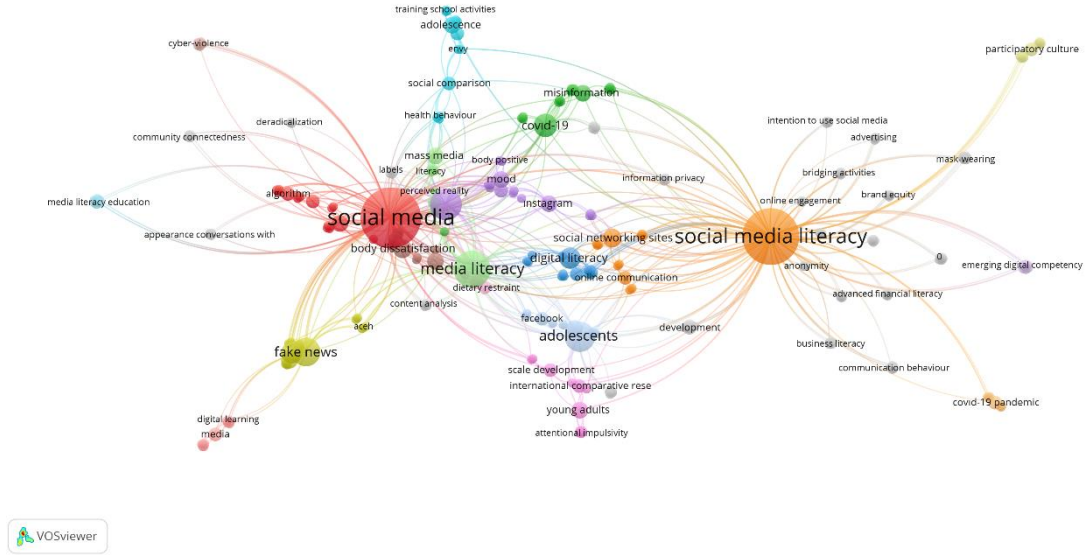 training school activities
adolescence
cyber-violence
envy
participatory culture
social comparison
misinformation
health behaviour
deradicalization
covid-19
intention to use social media
community connectedness
advertising
mass media
body positive
mask-wearing
labels
literacy
bridging activities
mood
information privacy
perceived reality
algorithm
brand equity
media literacy education
instagram
online engagement
social media
appearance conversations with
social networking sites
social media literacy
body dissatisfaction
digital literacy
0
media literacy
anonymity
emerging digital competency
online communication
dietary restraint
advanced financial literacy
content analysis
facebook
aceh
development
adolescents
business literacy
fake news
scale development
communication behaviour
international comparative rese
covid-19 pandemic
young adults
digital learning
media
attentional impulsivity
VOSviewer